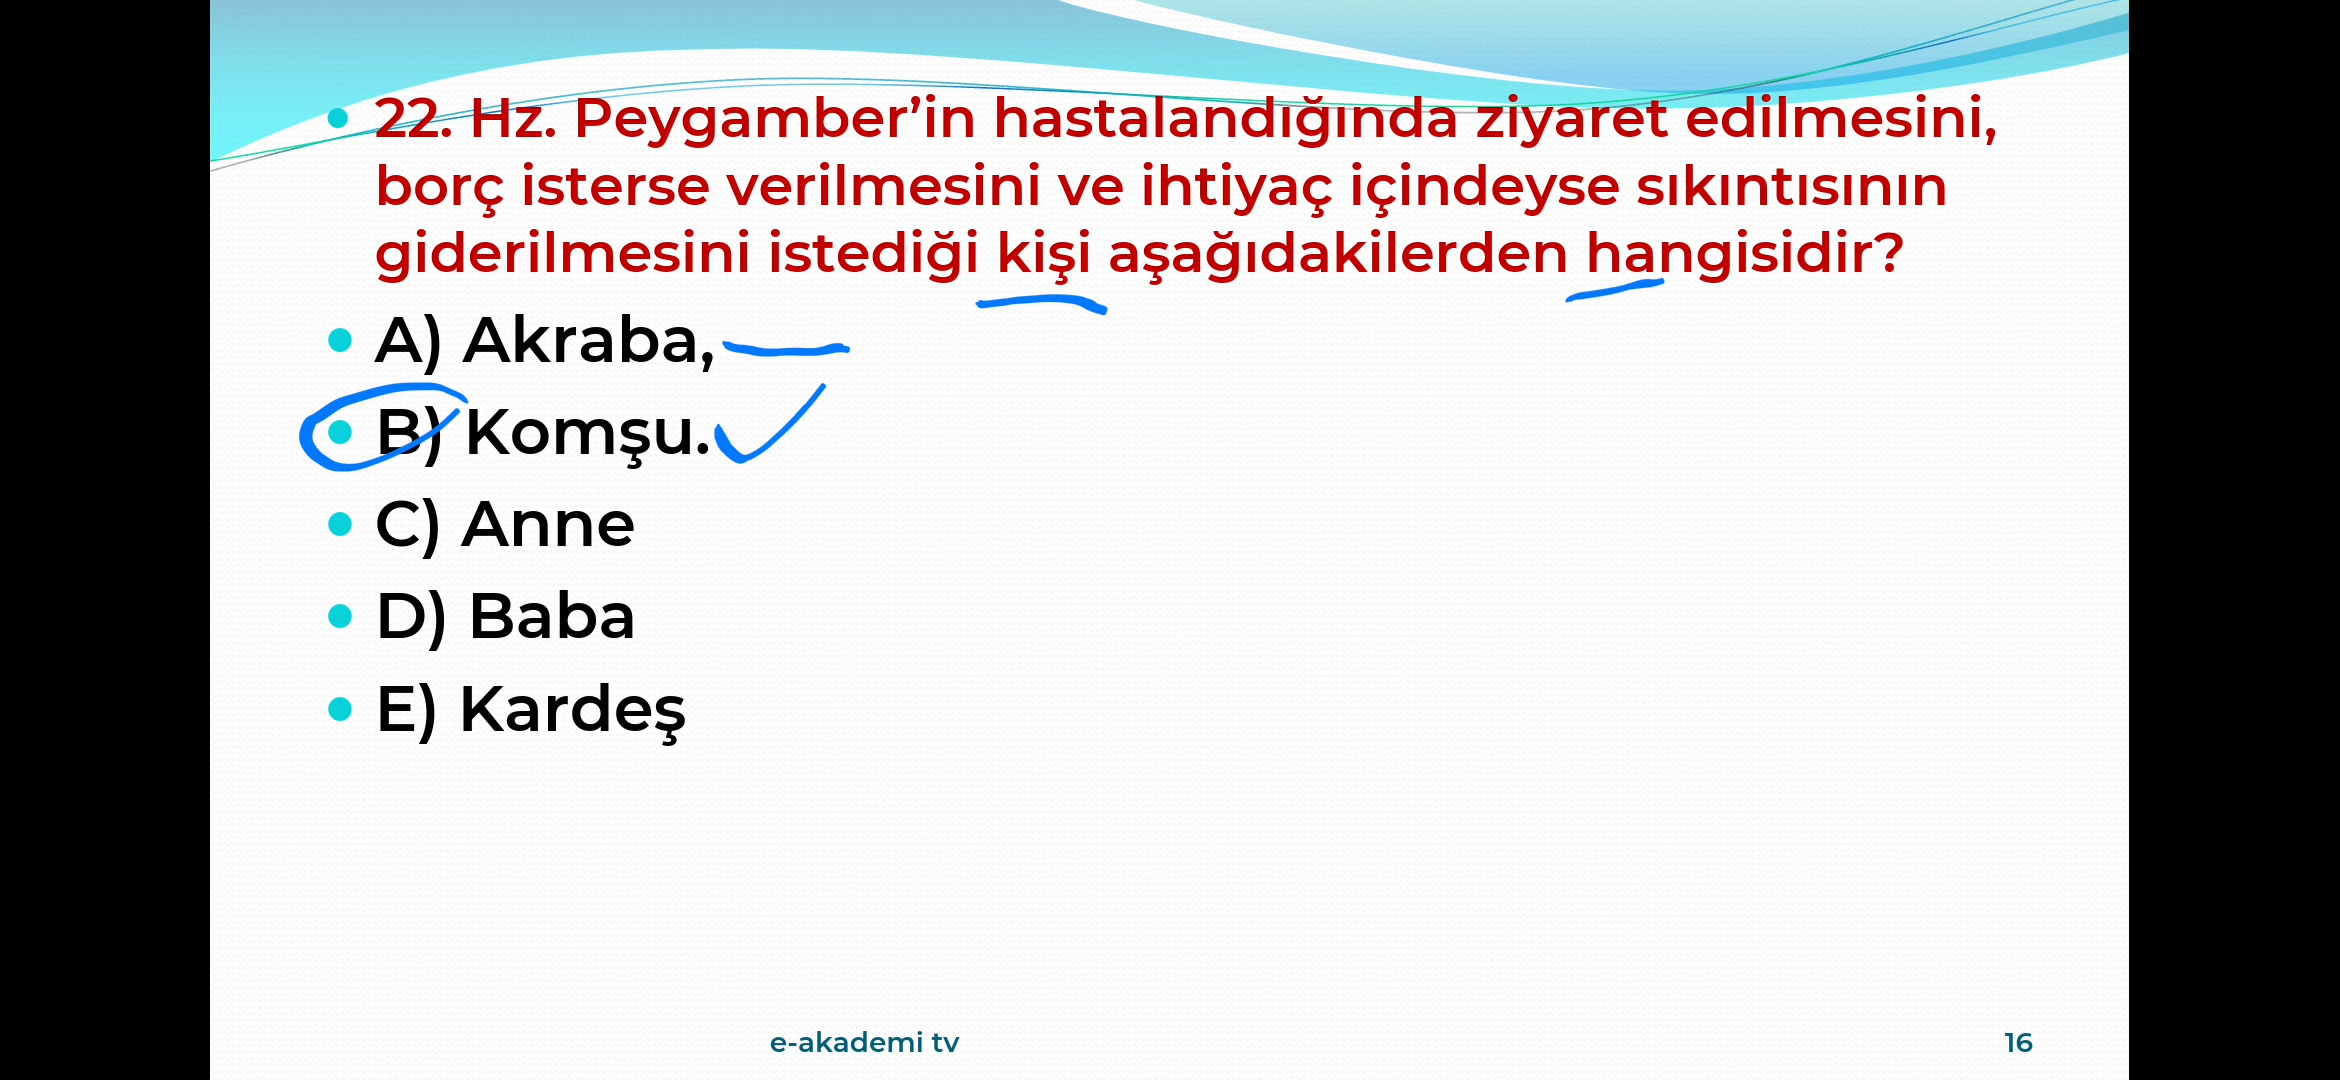 22. Hz. Peygamber’in hastalandığında ziyaret edilmesini,
borç isterse verilmesini ve ihtiyaç içindeyse sıkıntısının
giderilmesini istediği kişi aşağıdakilerden hangisidir?
A) Akraba,
B) Komşu.
C) Anne
D) Baba
E) Kardeş
e-akademi tv
16